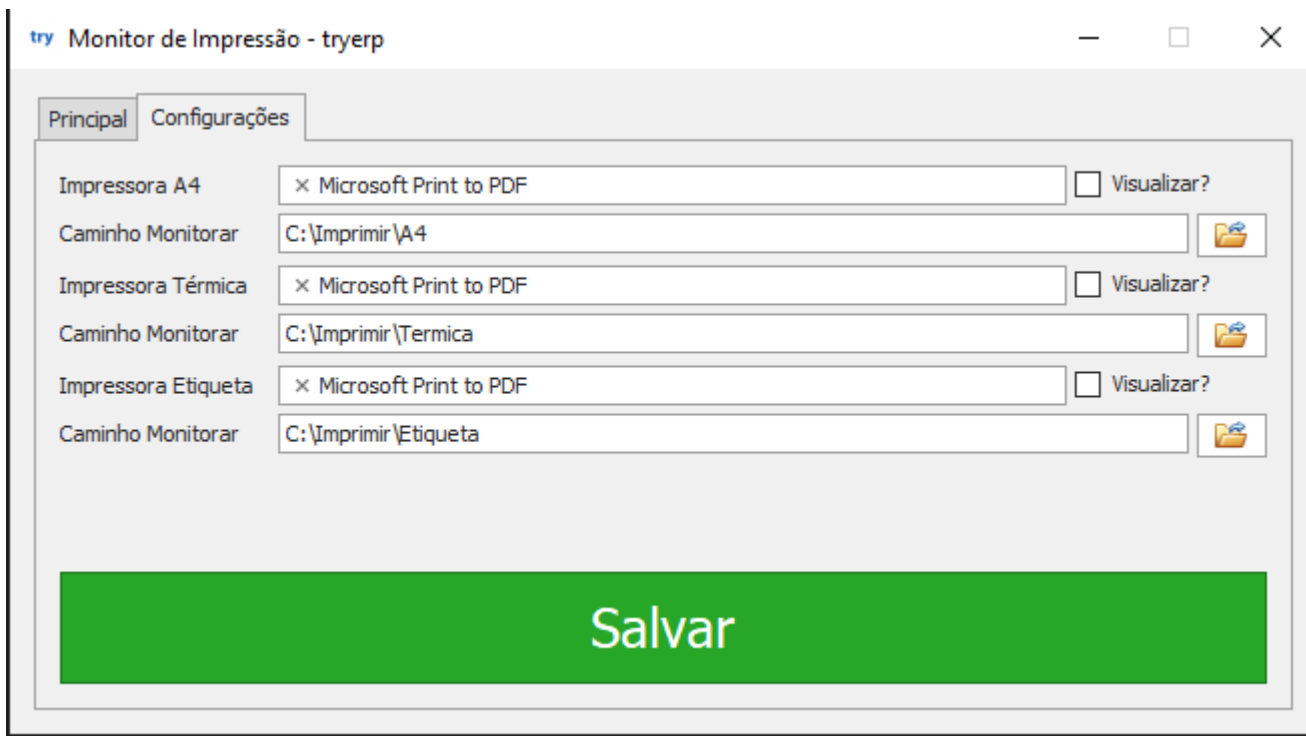 try Monitor de Impressão - tryerp
Principal Configurações
Impressora A4 × Microsoft Print to PDF Visualizar?
Caminho Monitorar C:\Imprimir\A4
Impressora Térmica × Microsoft Print to PDF Visualizar?
Caminho Monitorar C:\Imprimir\Termica
Impressora Etiqueta × Microsoft Print to PDF Visualizar?
Caminho Monitorar C:\Imprimir\Etiqueta
Salvar